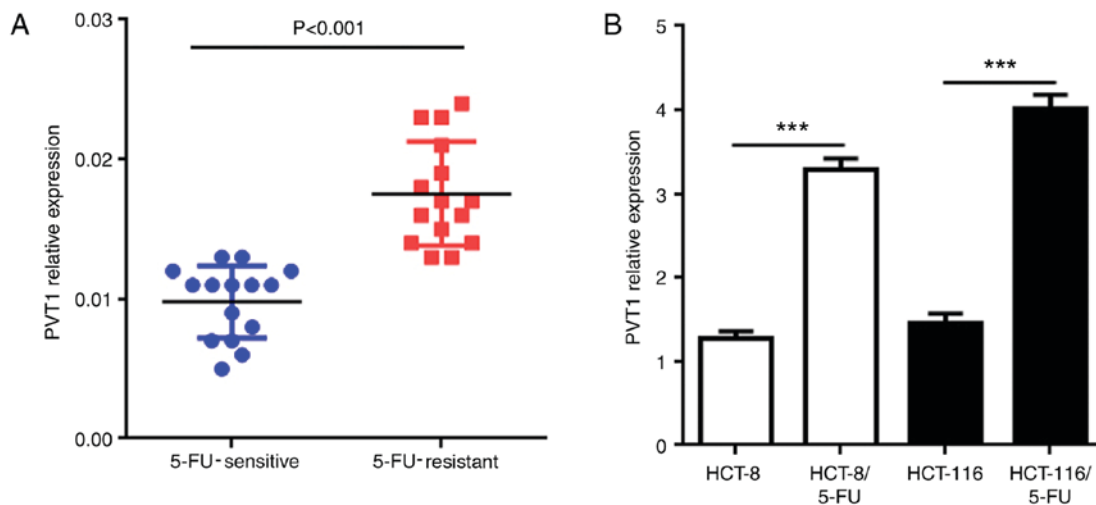 A
PVT1 relative expression
0.03
0.02
0.01
0.00
P<0.001
5-FU-sensitive
5-FU-resistant
B
PVT1 relative expression
5
4
3
2
1
0
***
***
HCT-8
HCT-8/
5-FU
HCT-116
HCT-116/
5-FU